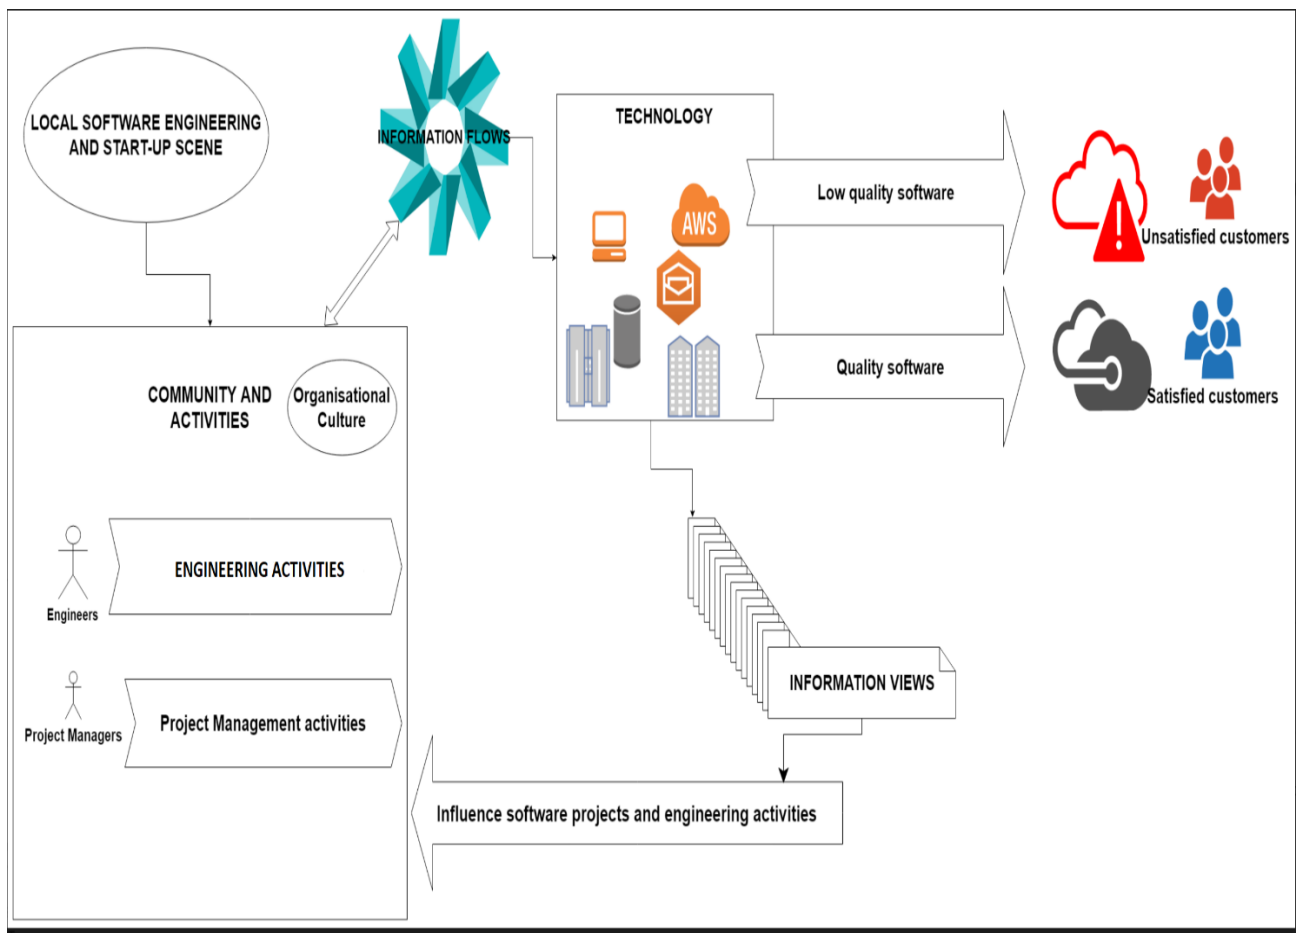 LOCAL SOFTWARE ENGINEERING
AND START-UP SCENE
INFORMATION FLOWS
TECHNOLOGY
AWS
Low quality software
Unsatisfied customers
Quality software
Satisfied customers
COMMUNITY AND
ACTIVITIES
Organisational
Culture
ENGINEERING ACTIVITIES
Engineers
Project Management activities
Project Managers
INFORMATION VIEWS
Influence software projects and engineering activities